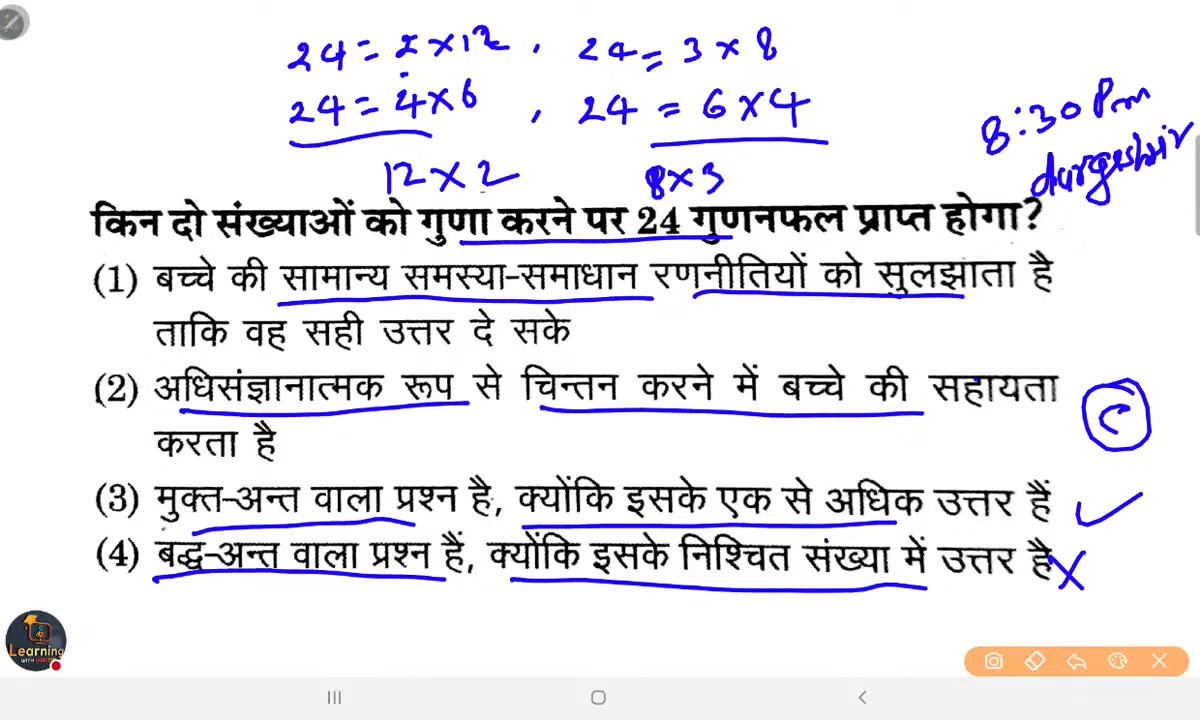 24 = 2 × 12 , 24 = 3 × 8
24 = 4 × 6 , 24 = 6 × 4
12 × 2 8 × 3
8:30 Pm
किन दो संख्याओं को गुणा करने पर 24 गुणनफल प्राप्त होगा?
(1) बच्चे की सामान्य समस्या-समाधान रणनीतियों को सुलझाता है
ताकि वह सही उत्तर दे सके
(2) अधिसंज्ञानात्मक रूप से चिन्तन करने में बच्चे की सहायता
करता है
(3) मुक्त-अन्त वाला प्रश्न है, क्योंकि इसके एक से अधिक उत्तर हैं
(4) बद्ध-अन्त वाला प्रश्न हैं, क्योंकि इसके निश्चित संख्या में उत्तर है
Learning